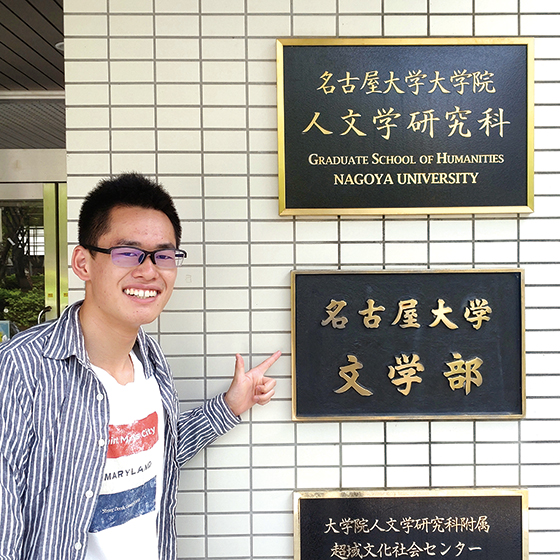 名古屋大学大学院
人文学研究科
GRADUATE SCHOOL OF HUMANITIES
NAGOYA UNIVERSITY
名古屋大学
文学部
大学院人文学研究科附属
超域文化社会センター
MARYLAND